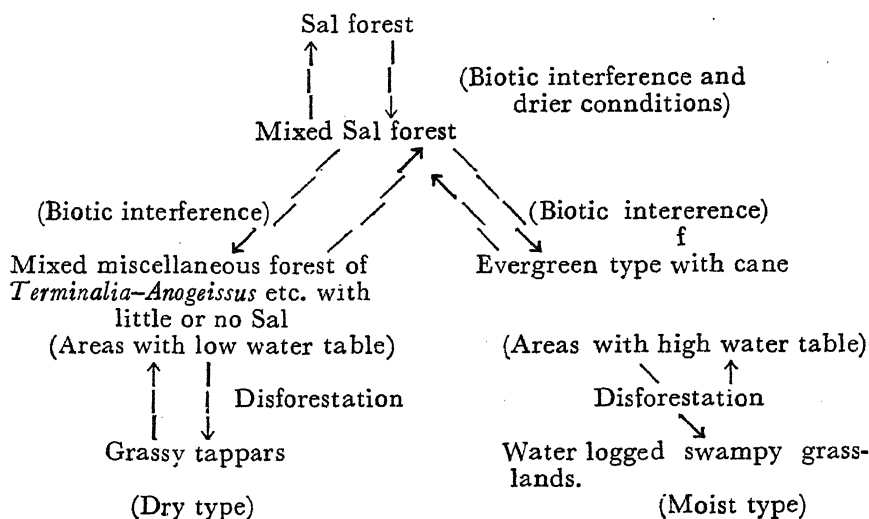 Sal forest
(Biotic interference and
drier connditions)
Mixed Sal forest
(Biotic interference)
(Biotic intererence)
f
Mixed miscellaneous forest of
Terminalia–Anogeissus etc. with
little or no Sal
(Areas with low water table)
Evergreen type with cane
(Areas with high water table)
Disforestation
Disforestation
Grassy tappars
Water logged swampy grass-
lands.
(Dry type)
(Moist type)